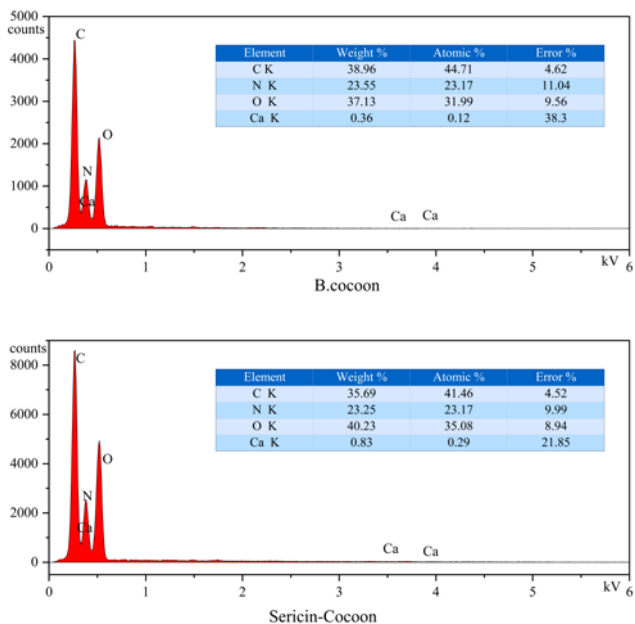 5000
counts
C
4000
3000
2000
1000
0
O
N
Ca
Element Weight % Atomic % Error %
C K 38.96 44.71 4.62
N K 23.55 23.17 11.04
O K 37.13 31.99 9.56
Ca K 0.36 0.12 38.3
Ca Ca
0 1 2 3 4 5 6
kV
B.cocoon
counts
8000
6000
4000
2000
0
C
O
N
Ca
Element Weight % Atomic % Error %
C K 35.69 41.46 4.52
N K 23.25 23.17 9.99
O K 40.23 35.08 8.94
Ca K 0.83 0.29 21.85
Ca Ca
0 1 2 3 4 5 6
kV
Sericin-Cocoon